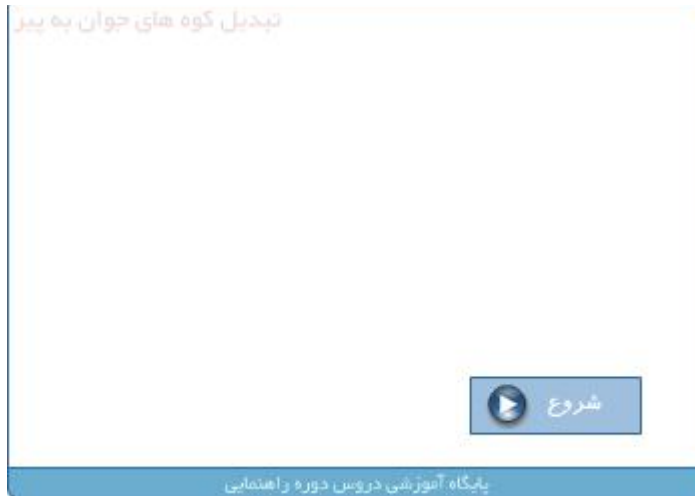 تبدیل کوه های جوان به پیر
شروع
پایگاه آموزشی دروس دوره راهنمایی